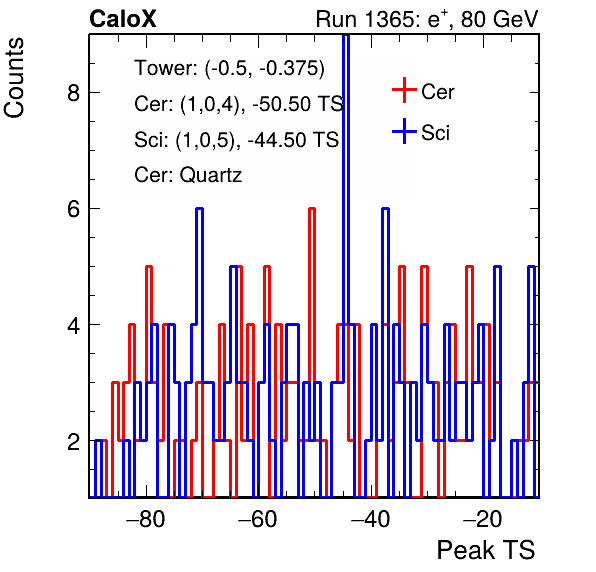 CaloX Run 1365: e+, 80 GeV
Counts
Tower: (-0.5, -0.375)
Cer: (1,0,4), -50.50 TS
Sci: (1,0,5), -44.50 TS
Cer: Quartz
Cer
Sci
8
6
4
2
−80 −60 −40 −20
Peak TS